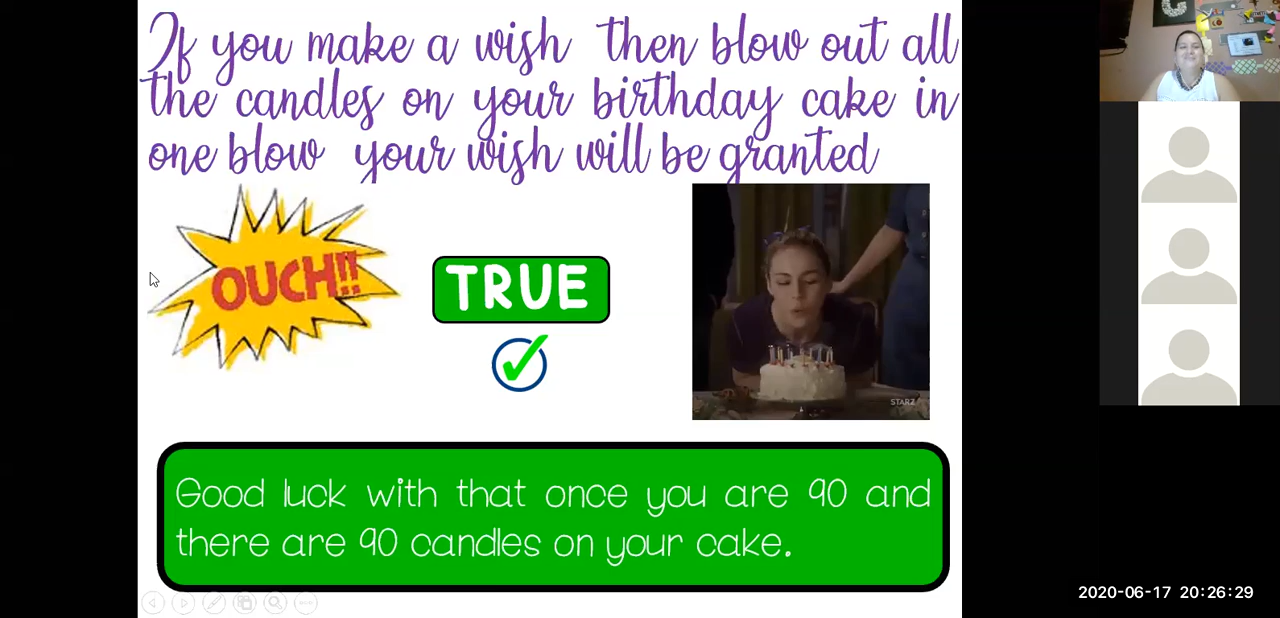 If you make a wish then blow out all
the candles on your birthday cake in
one blow your wish will be granted
OUCH!!
TRUE
STARZ
Good luck with that once you are 90 and
there are 90 candles on your cake.
2020-06-17 20:26:29